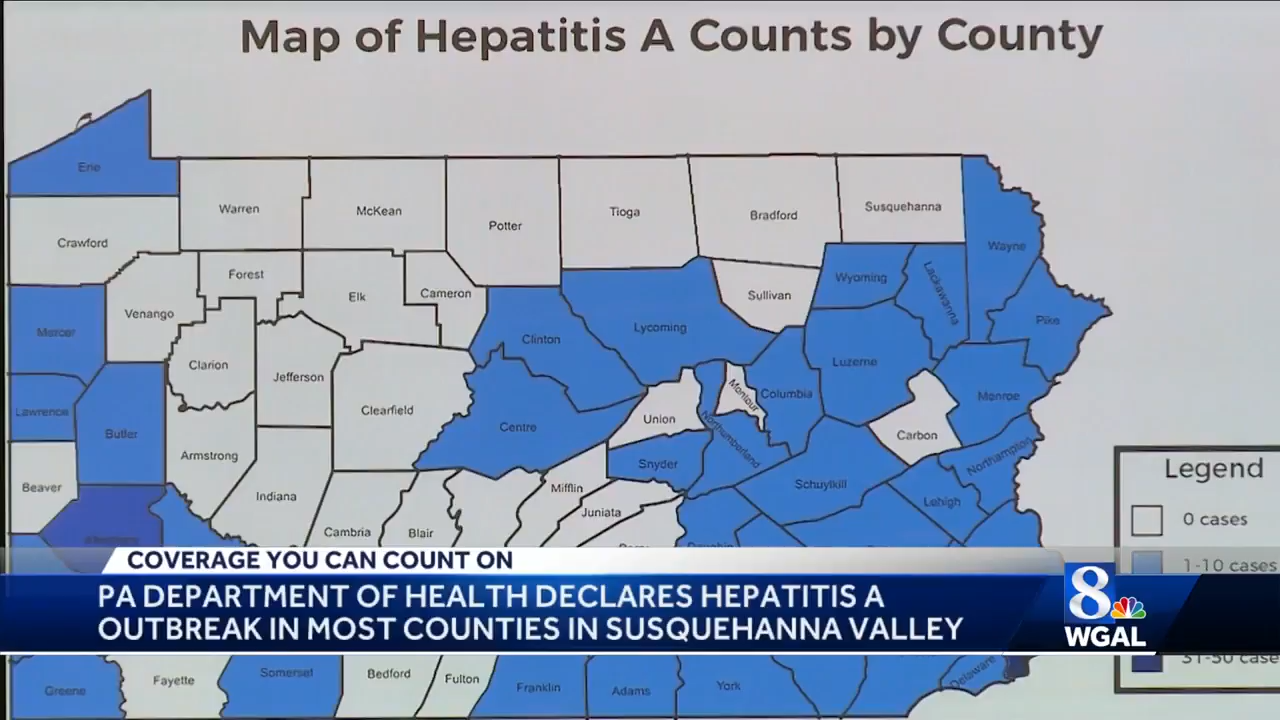 Map of Hepatitis A Counts by County
Erie
Warren
McKean
Potter
Tioga
Bradford
Susquehanna
Crawford
Wayne
Forest
Elk
Cameron
Sullivan
Wyoming
Lackawanna
Venango
Mercer
Clinton
Lycoming
Pike
Clarion
Jefferson
Luzerne
Lawrence
Butler
Clearfield
Centre
Union
Montour
Columbia
Monroe
Carbon
Armstrong
Snyder
Northumberland
Northampton
Beaver
Indiana
Mifflin
Schuylkill
Lehigh
Juniata
Cambria
Blair
Legend
0 cases
1-10 cases
31-50 cases
COVERAGE YOU CAN COUNT ON
PA DEPARTMENT OF HEALTH DECLARES HEPATITIS A
OUTBREAK IN MOST COUNTIES IN SUSQUEHANNA VALLEY
8
WGAL
Greene
Fayette
Somerset
Bedford
Fulton
Franklin
Adams
York
Delaware